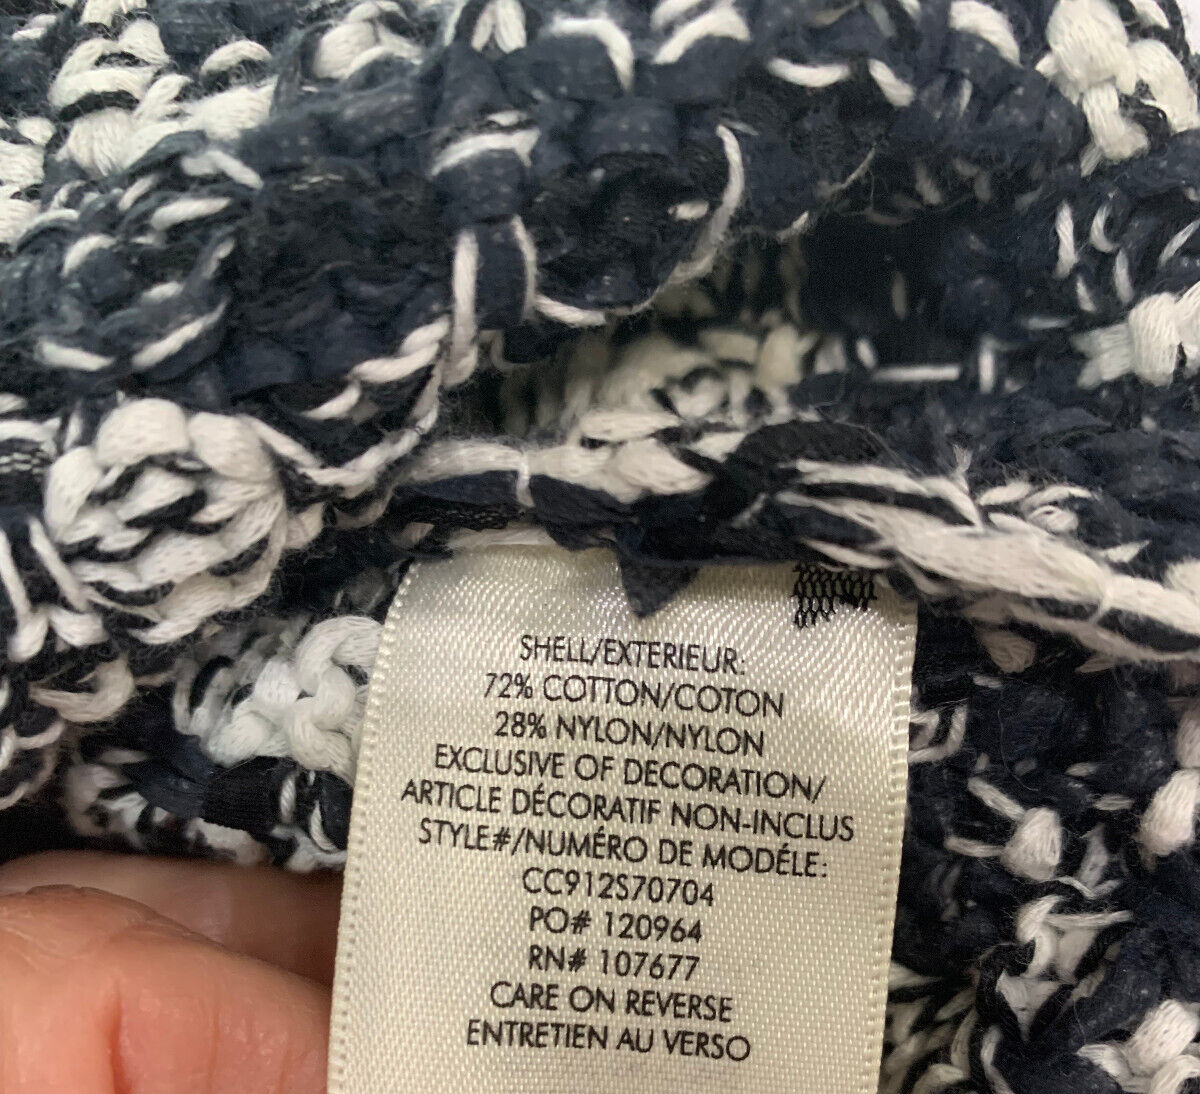 SHELL/EXTERIEUR:
72% COTTON/COTON
28% NYLON/NYLON
EXCLUSIVE OF DECORATION/
ARTICLE DÉCORATIF NON-INCLUS
STYLE#/NUMÉRO DE MODÉLE:
CC912S70704
PO# 120964
RN# 107677
CARE ON REVERSE
ENTRETIEN AU VERSO